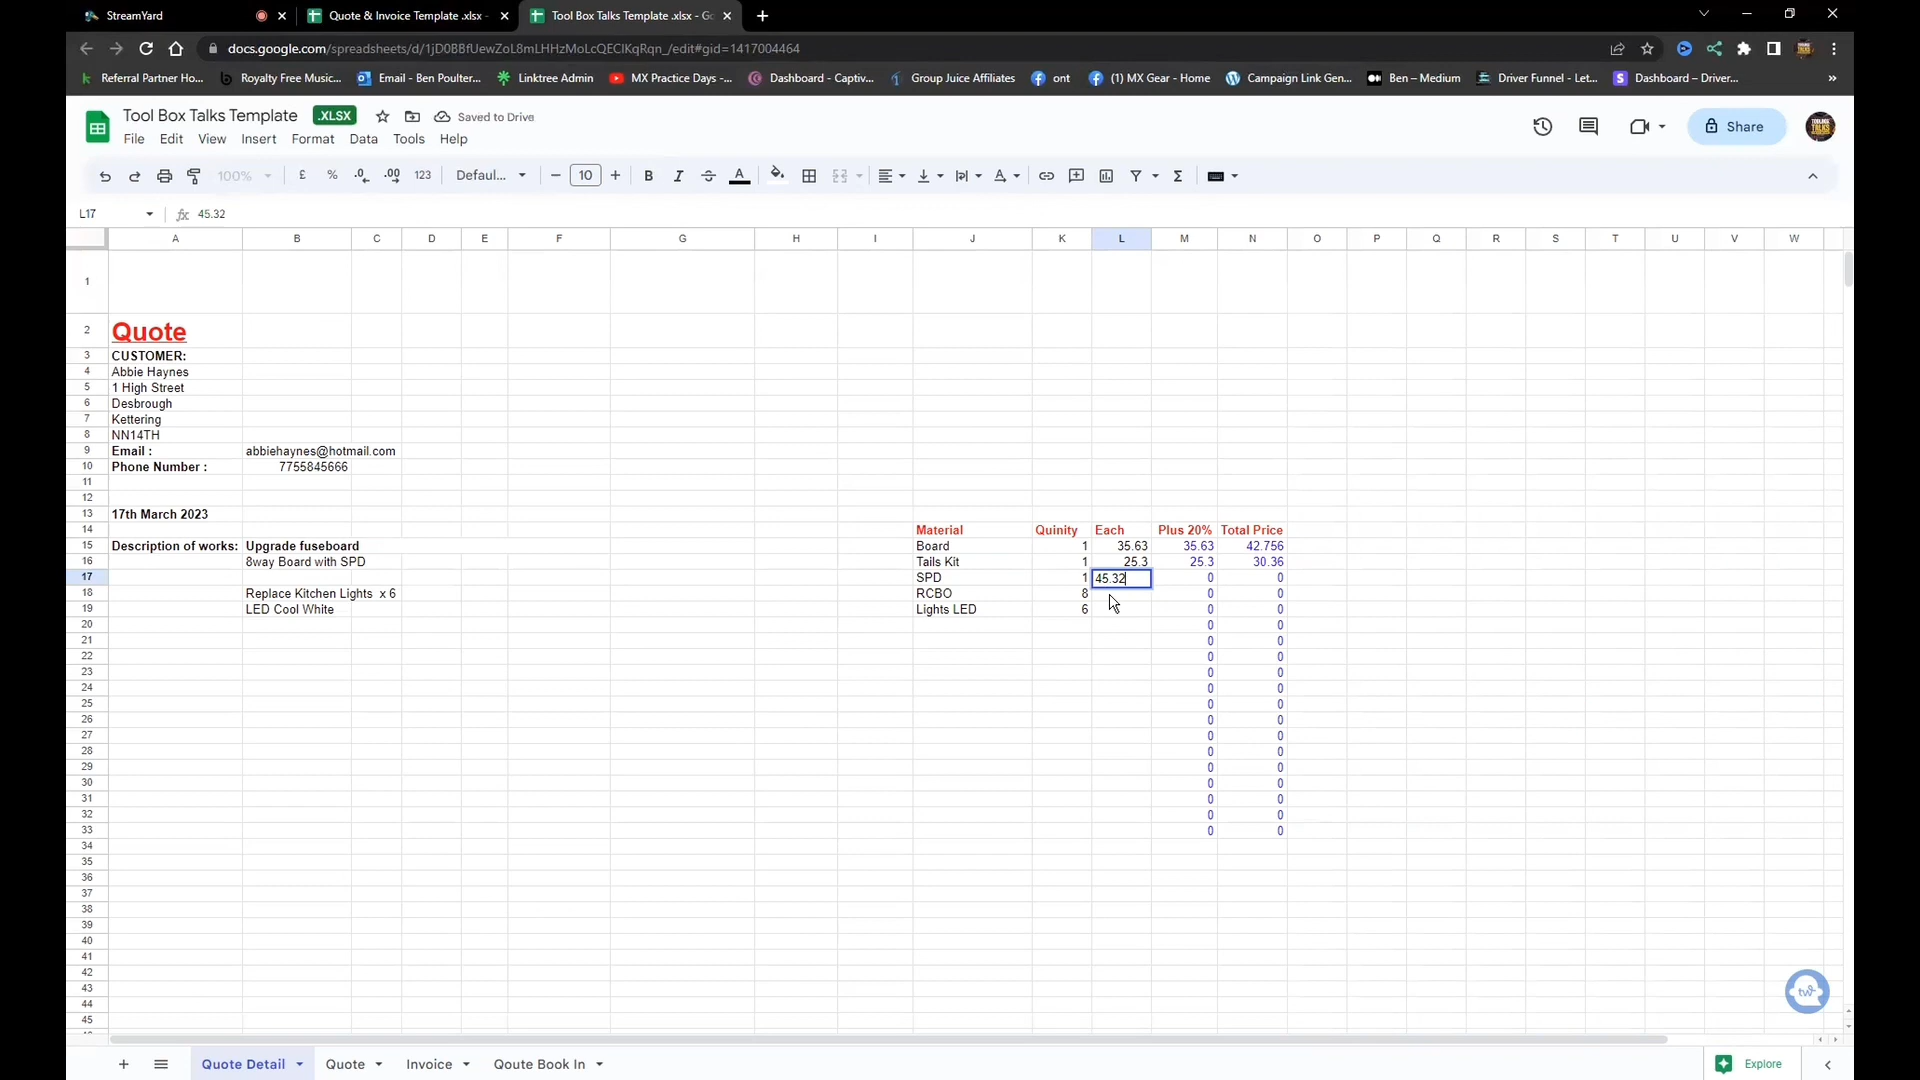 StreamYard
Quote & Invoice Template .xlsx -
Tool Box Talks Template .xlsx - Go
docs.google.com/spreadsheets/d/1jD0BBfUewZoL8mLHHzMoLcQEClKqRqn_/edit#gid=1417004464
Referral Partner Ho... Royalty Free Music... Email - Ben Poulter... Linktree Admin MX Practice Days -... Dashboard - Captiv... Group Juice Affiliates ont (1) MX Gear - Home Campaign Link Gen... Ben – Medium Driver Funnel - Let... Dashboard – Driver... »
Tool Box Talks Template .XLSX Saved to Drive
File Edit View Insert Format Data Tools Help
Share
100% £ % .0 .00 123 Defaul... − 10 + B I S A Σ
L17 fx 45.32
A B C D E F G H I J K L M N O P Q R S T U V W
1
2 Quote
3 CUSTOMER:
4 Abbie Haynes
5 1 High Street
6 Desbrough
7 Kettering
8 NN14TH
9 Email : abbiehaynes@hotmail.com
10 Phone Number : 7755845666
11
12
13 17th March 2023
14 Material Quinity Each Plus 20% Total Price
15 Description of works: Upgrade fuseboard Board 1 35.63 35.63 42.756
16 8way Board with SPD Tails Kit 1 25.3 25.3 30.36
17 SPD 1 45.32 0 0
18 Replace Kitchen Lights x 6 RCBO 8 0 0
19 LED Cool White Lights LED 6 0 0
20 0 0
21 0 0
22 0 0
23 0 0
24 0 0
25 0 0
26 0 0
27 0 0
28 0 0
29 0 0
30 0 0
31 0 0
32 0 0
33 0 0
34
35
36
37
38
39
40
41
42
43
44
45
tw
+ Quote Detail Quote Invoice Qoute Book In Explore